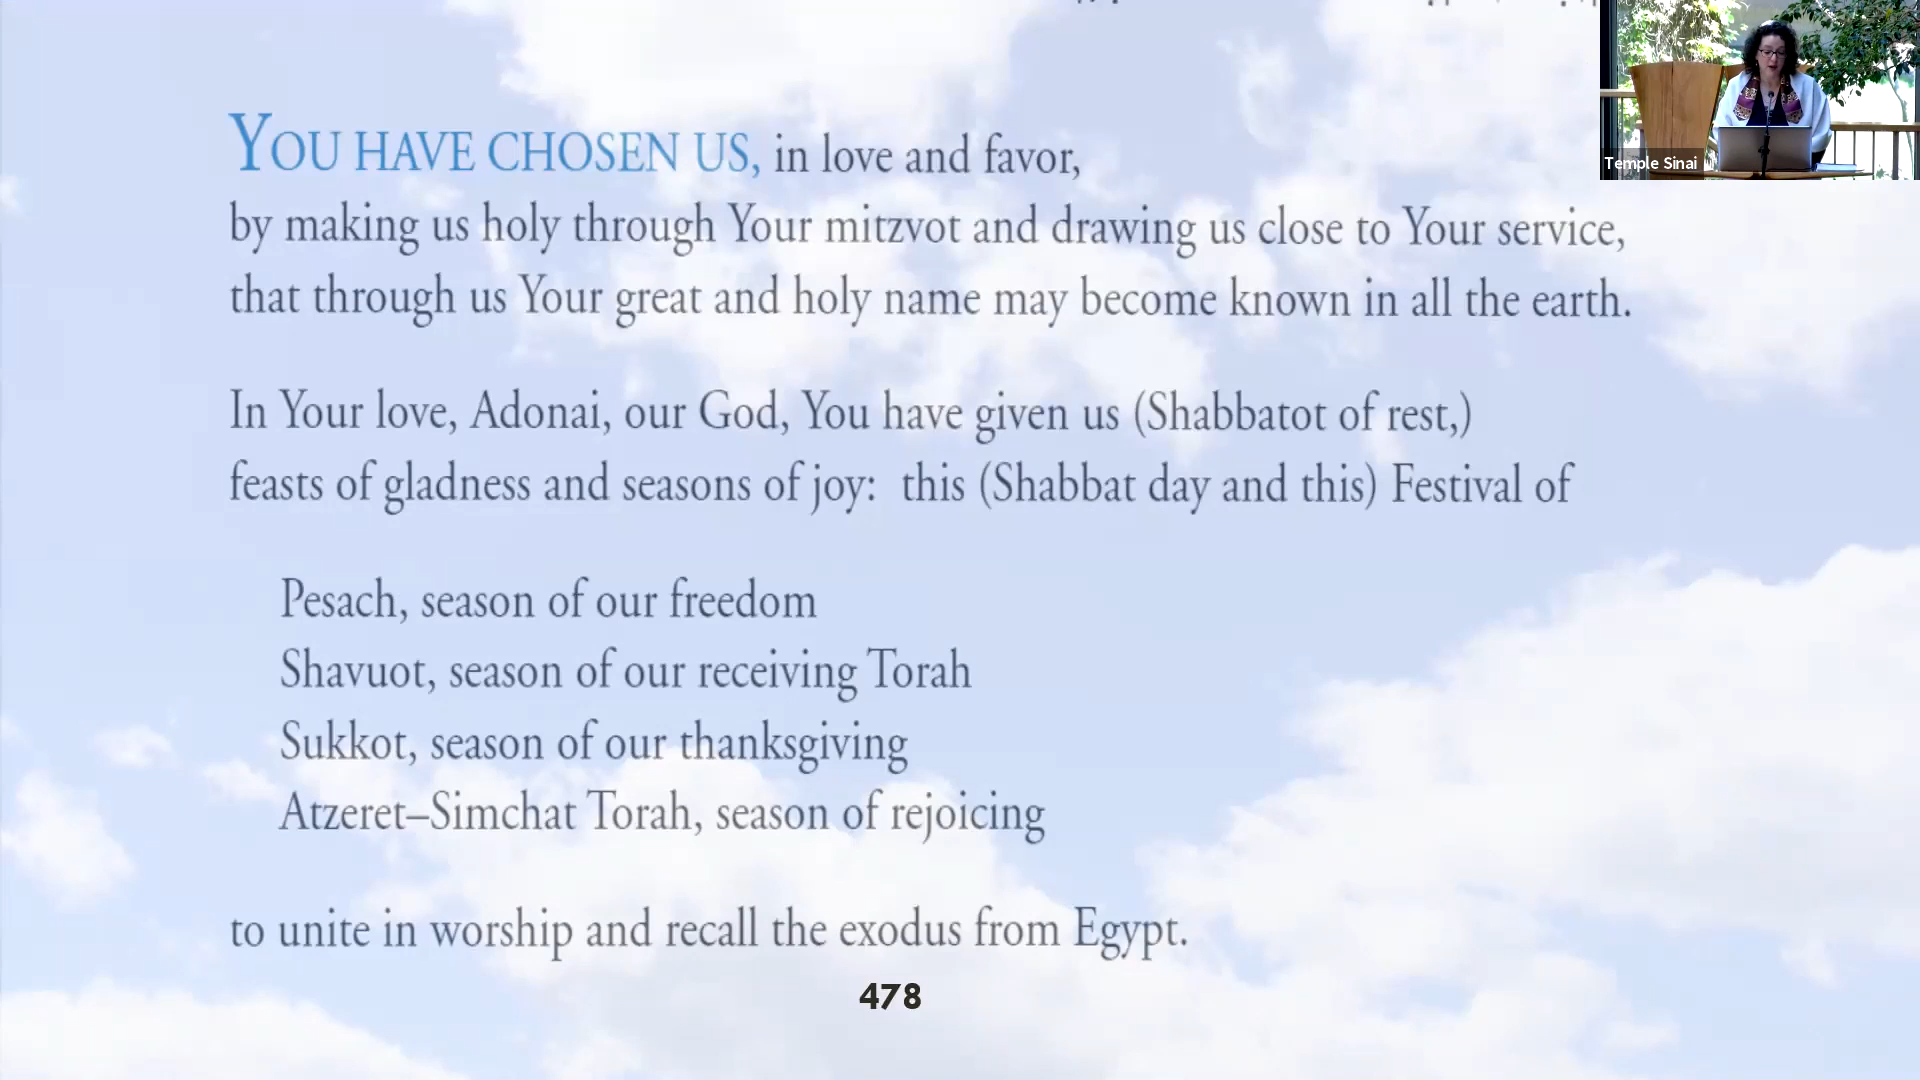 YOU HAVE CHOSEN US, in love and favor,
by making us holy through Your mitzvot and drawing us close to Your service,
that through us Your great and holy name may become known in all the earth.
In Your love, Adonai, our God, You have given us (Shabbatot of rest,)
feasts of gladness and seasons of joy: this (Shabbat day and this) Festival of
Pesach, season of our freedom
Shavuot, season of our receiving Torah
Sukkot, season of our thanksgiving
Atzeret–Simchat Torah, season of rejoicing
to unite in worship and recall the exodus from Egypt.
478
Temple Sinai